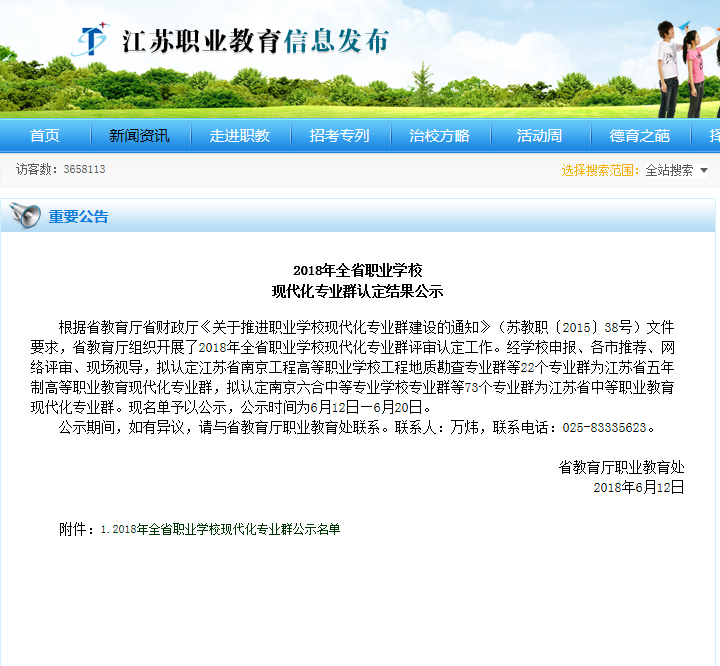 江苏职业教育信息发布
首页 新闻资讯 走进职教 招考专列 治校方略 活动周 德育之葩
访客数：3658113 选择搜索范围： 全站搜索
重要公告
2018年全省职业学校
现代化专业群认定结果公示
根据省教育厅省财政厅《关于推进职业学校现代化专业群建设的通知》（苏教职〔2015〕38号）文件
要求，省教育厅组织开展了2018年全省职业学校现代化专业群评审认定工作。经学校申报、各市推荐、网
络评审、现场视导，拟认定江苏省南京工程高等职业学校工程地质勘查专业群等22个专业群为江苏省五年
制高等职业教育现代化专业群，拟认定南京六合中等专业学校专业群等73个专业群为江苏省中等职业教育
现代化专业群。现名单予以公示，公示时间为6月12日—6月20日。
公示期间，如有异议，请与省教育厅职业教育处联系。联系人：万炜，联系电话：025-83335623。
省教育厅职业教育处
2018年6月12日
附件：1.2018年全省职业学校现代化专业群公示名单